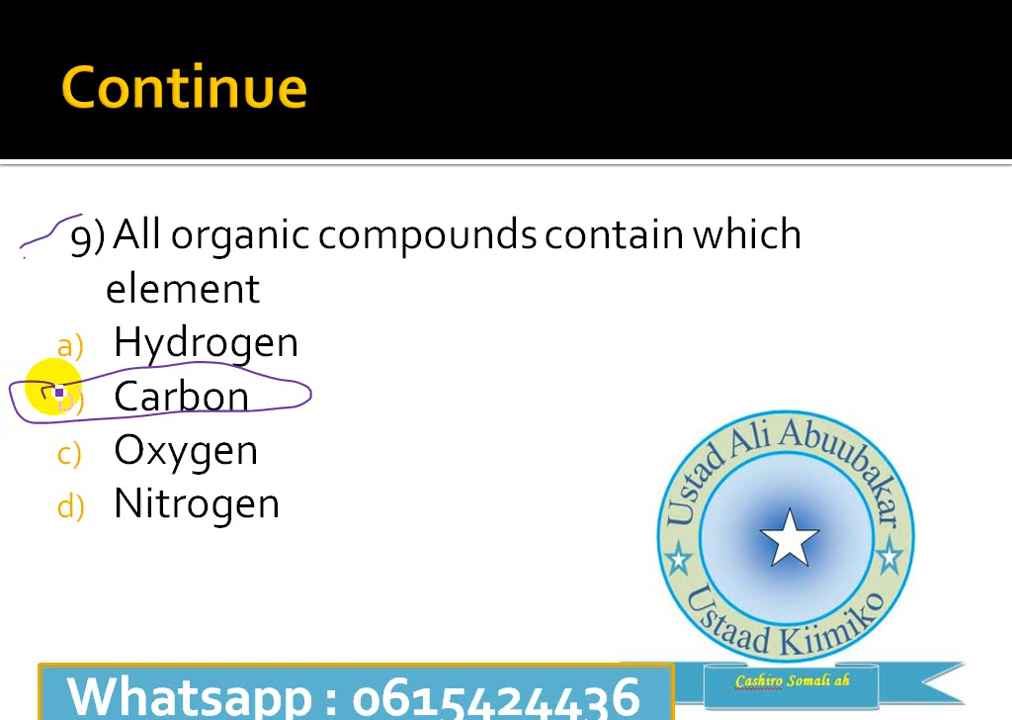 Continue
9) All organic compounds contain which
element
a) Hydrogen
b) Carbon
c) Oxygen
d) Nitrogen
Ustad Ali Abuubakar
Ustaad Kiimiko
Cashiro Somali ah
Whatsapp : 0615424436